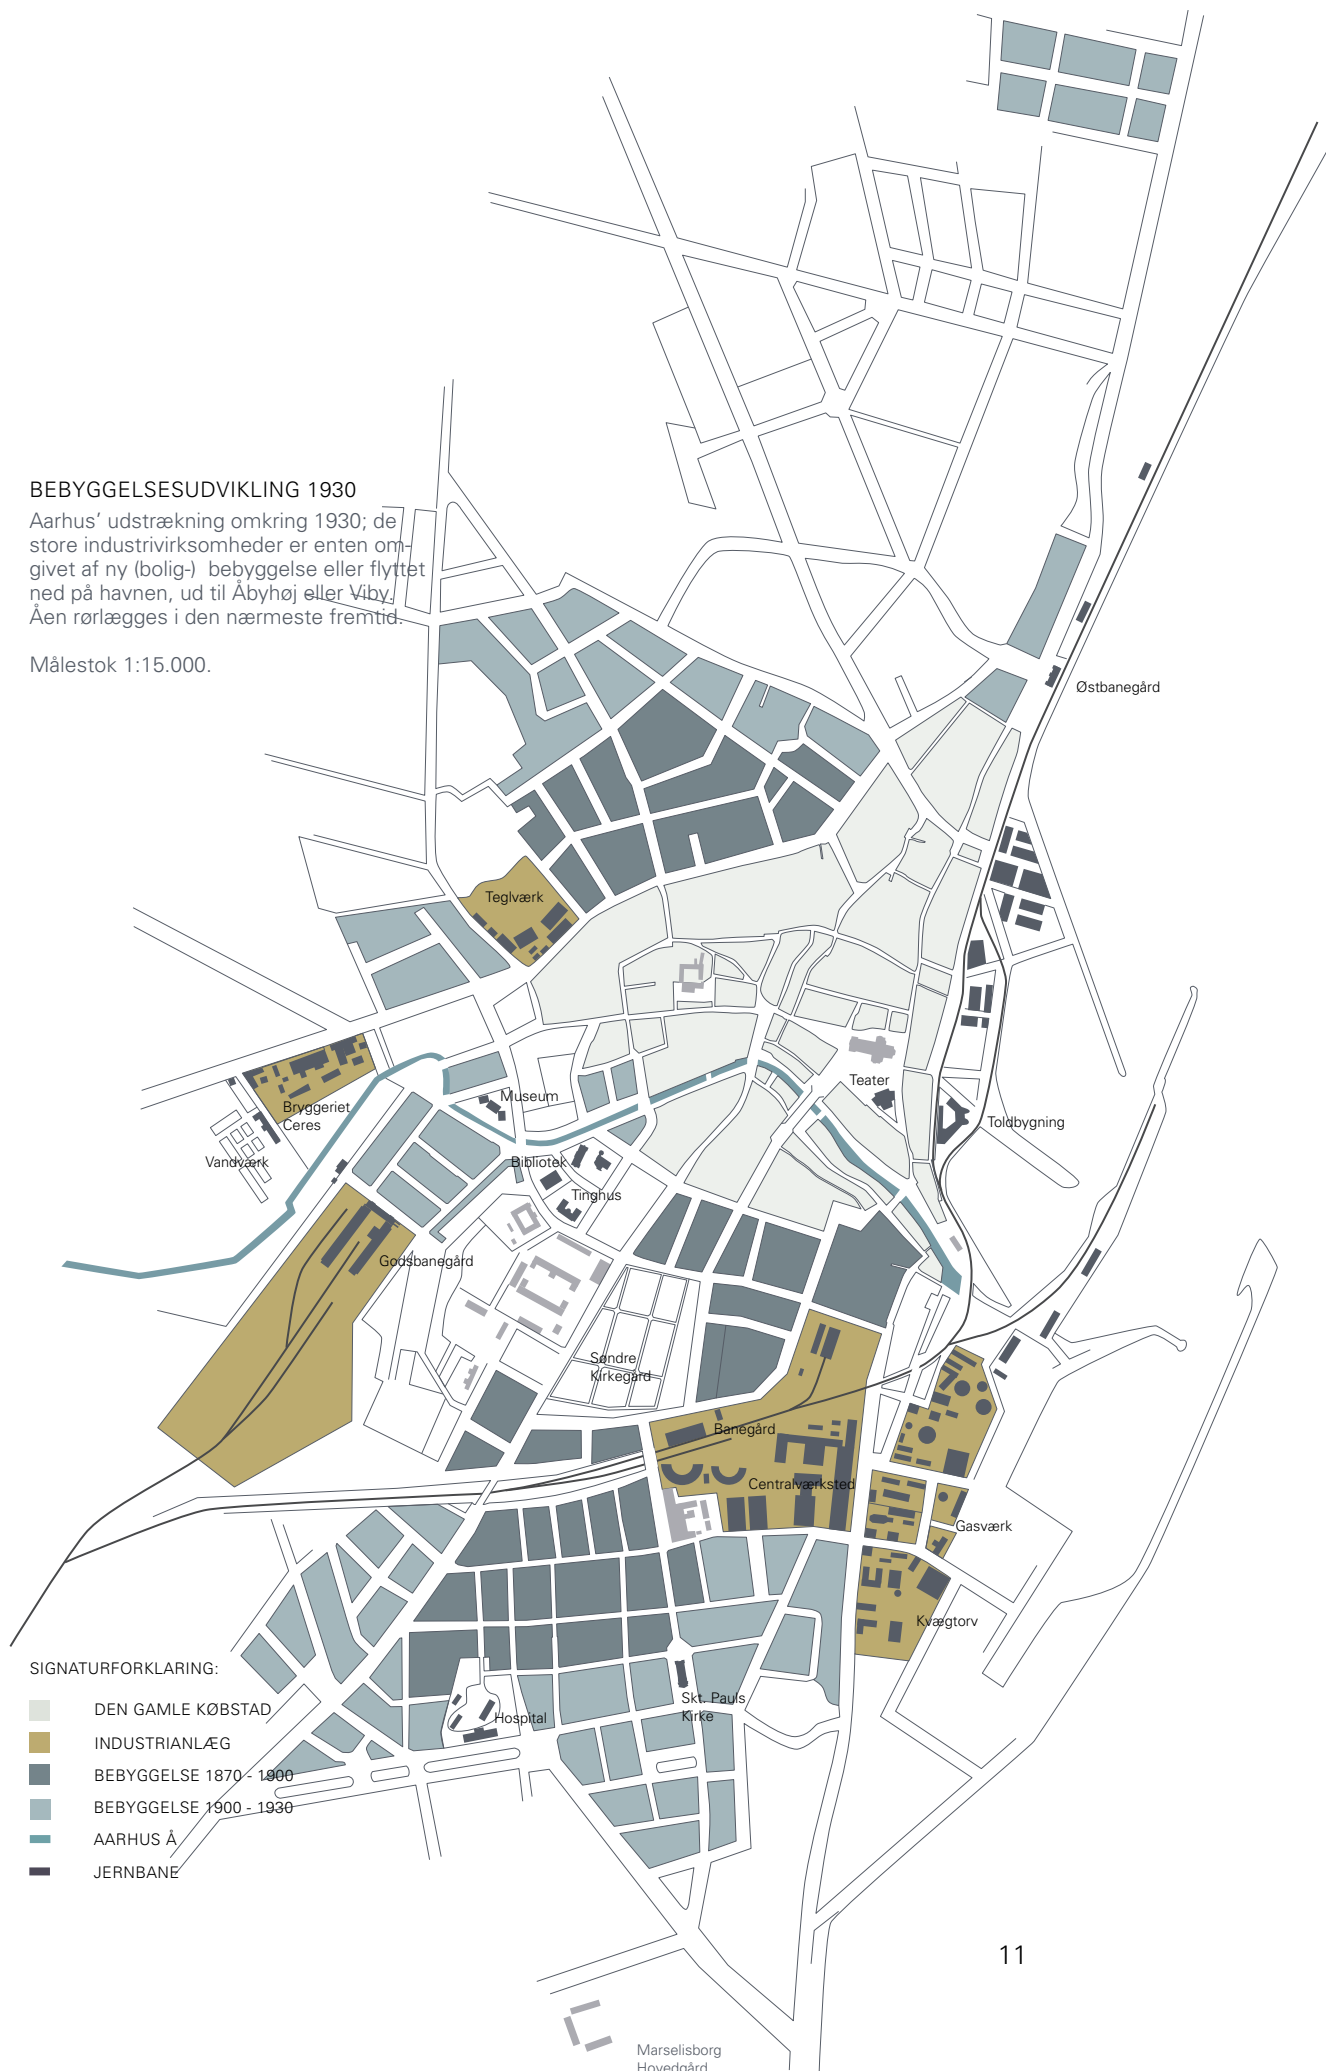 BEBYGGELSESUDVIKLING 1930
Aarhus’ udstrækning omkring 1930; de
store industrivirksomheder er enten om-
givet af ny (bolig-) bebyggelse eller flyttet
ned på havnen, ud til Åbyhøj eller Viby.
Åen rørlægges i den nærmeste fremtid.
Målestok 1:15.000.
Østbanegård
Teglværk
Teater
Museum
Bryggeriet
Ceres
Toldbygning
Vandværk
Bibliotek
Tinghus
Godsbanegård
Søndre
Kirkegård
Banegård
Centralværksted
Gasværk
Kvægtorv
SIGNATURFORKLARING:
DEN GAMLE KØBSTAD
INDUSTRIANLÆG
BEBYGGELSE 1870 - 1900
BEBYGGELSE 1900 - 1930
AARHUS Å
JERNBANE
Skt. Pauls
Kirke
Hospital
11
Marselisborg
Hovedgård